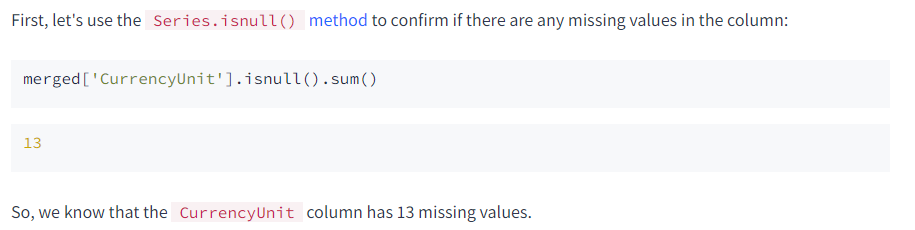 First, let's use the Series.isnull() method to confirm if there are any missing values in the column:
merged['CurrencyUnit'].isnull().sum()
13
So, we know that the CurrencyUnit column has 13 missing values.